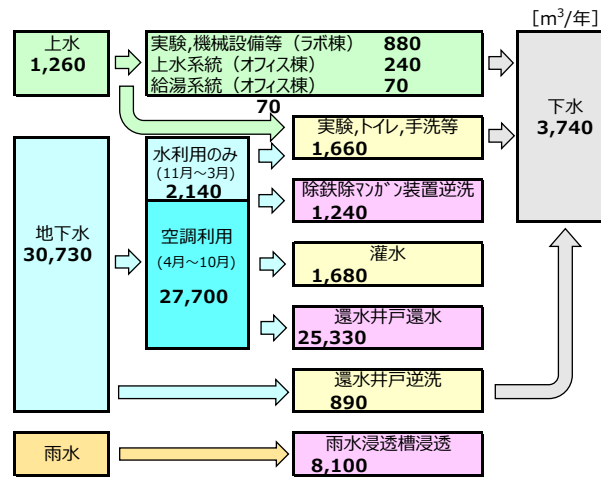 [m³/年]
上水
1,260
実験,機械設備等（ラボ棟） 880
上水系統（オフィス棟） 240
給湯系統（オフィス棟） 70
下水
3,740
70
実験,トイレ,手洗等
1,660
地下水
30,730
水利用のみ
(11月～3月)
2,140
除鉄除マンガン装置逆洗
1,240
空調利用
(4月～10月)
27,700
灌水
1,680
還水井戸還水
25,330
還水井戸逆洗
890
雨水
雨水浸透槽浸透
8,100